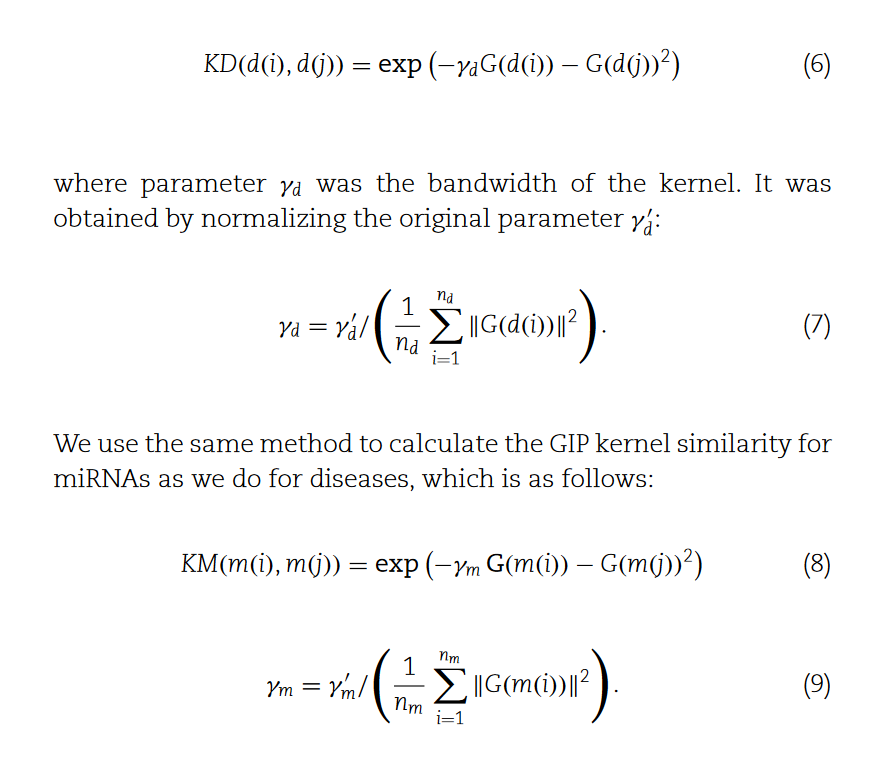 KD(d(i), d(j)) = exp (−γ_d G(d(i)) − G(d(j))²) (6)
where parameter γ_d was the bandwidth of the kernel. It was
obtained by normalizing the original parameter γ′_d:
γ_d = γ′_d/(1/n_d ∑_{i=1}^{n_d} ‖G(d(i))‖²). (7)
We use the same method to calculate the GIP kernel similarity for
miRNAs as we do for diseases, which is as follows:
KM(m(i), m(j)) = exp (−γ_m G(m(i)) − G(m(j))²) (8)
γ_m = γ′_m/(1/n_m ∑_{i=1}^{n_m} ‖G(m(i))‖²). (9)